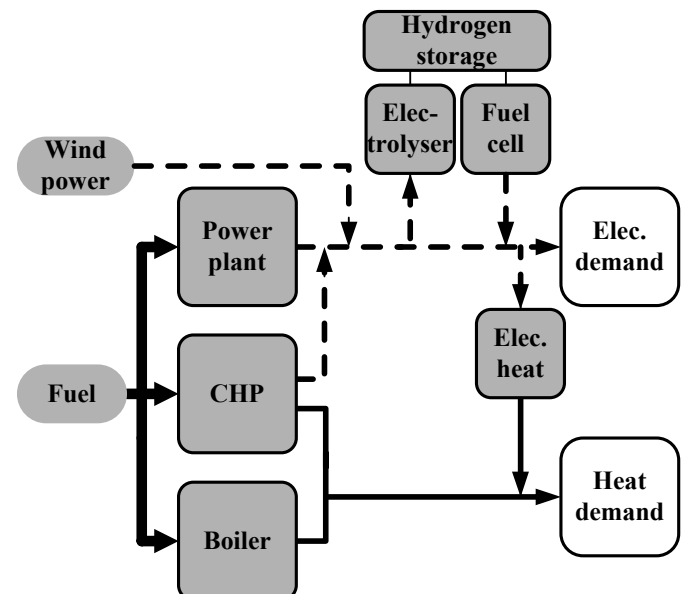 Hydrogen
storage
Elec-
trolyser
Fuel
cell
Wind
power
Power
plant
Elec.
demand
Elec.
heat
Fuel
CHP
Heat
demand
Boiler